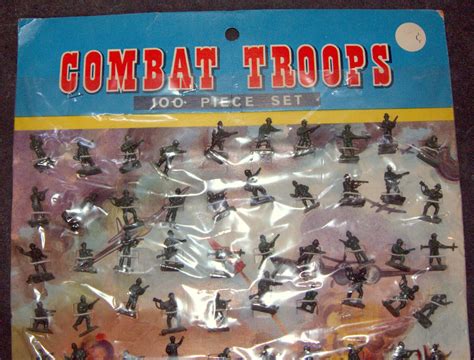 COMBAT TROOPS
100 PIECE SET